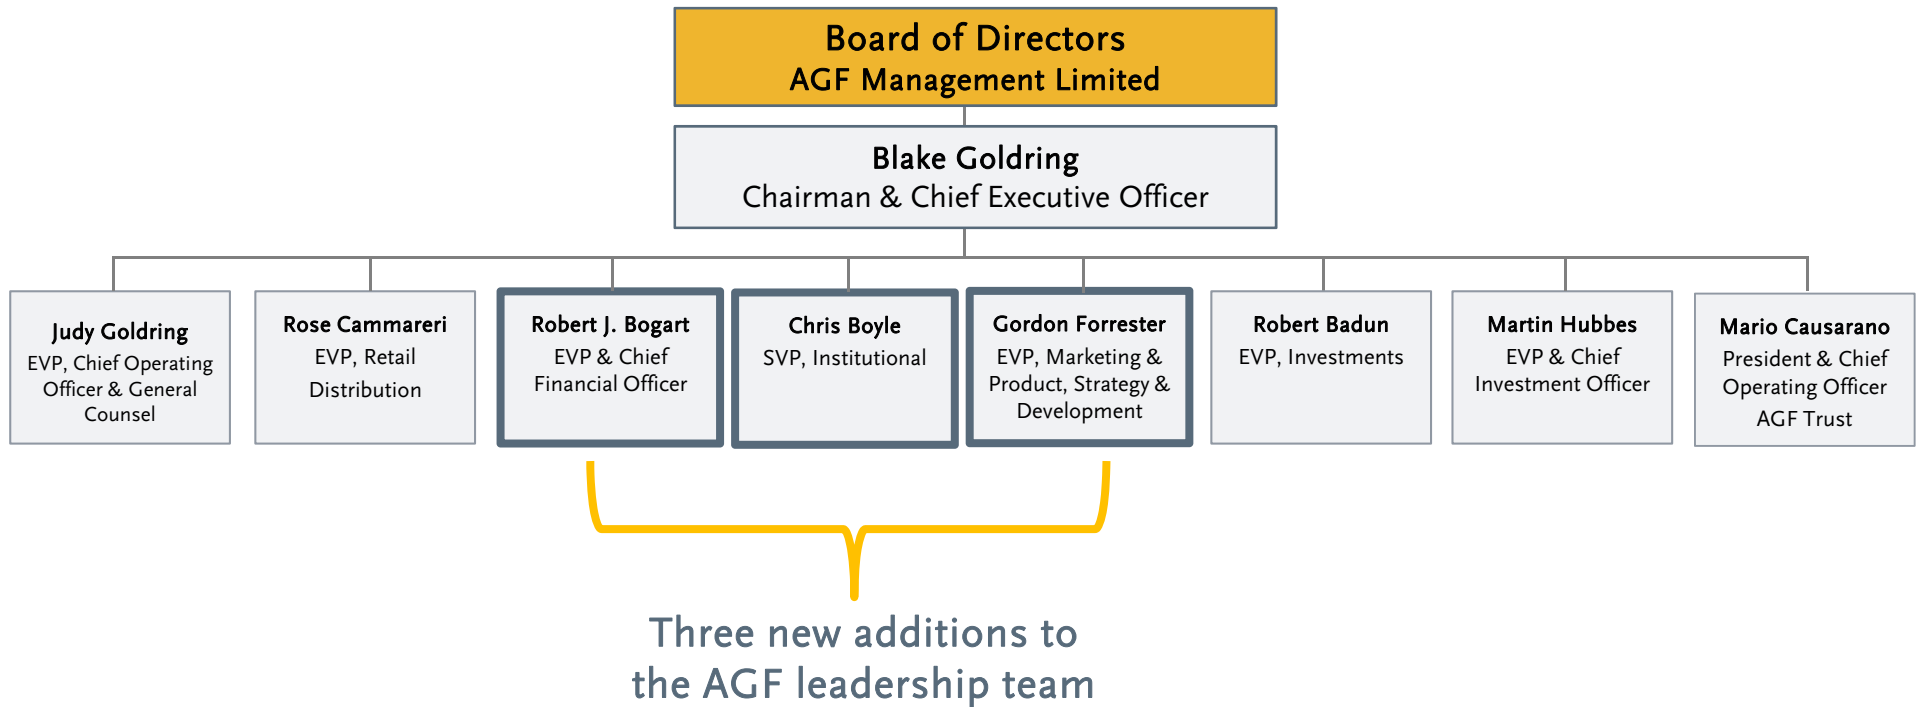 Board of Directors
AGF Management Limited
Blake Goldring
Chairman & Chief Executive Officer
Judy Goldring
EVP, Chief Operating
Officer & General
Counsel
Rose Cammareri
EVP, Retail
Distribution
Robert J. Bogart
EVP & Chief
Financial Officer
Chris Boyle
SVP, Institutional
Gordon Forrester
EVP, Marketing &
Product, Strategy &
Development
Robert Badun
EVP, Investments
Martin Hubbes
EVP & Chief
Investment Officer
Mario Causarano
President & Chief
Operating Officer
AGF Trust
Three new additions to
the AGF leadership team